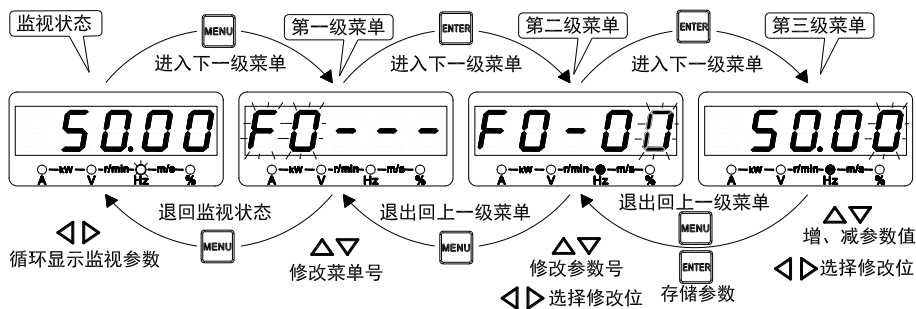 监视状态
MENU
第一级菜单
ENTER
第二级菜单
ENTER
第三级菜单
进入下一级菜单
进入下一级菜单
进入下一级菜单
50.00
F0---
F0-00
50.00
A kw V r/min Hz m/s %
A kw V r/min Hz m/s %
A kw V r/min Hz m/s %
A kw V r/min Hz m/s %
退回监视状态
退出回上一级菜单
退出回上一级菜单
MENU
MENU
MENU
循环显示监视参数
修改菜单号
修改参数号
选择修改位
ENTER
存储参数
增、减参数值
选择修改位